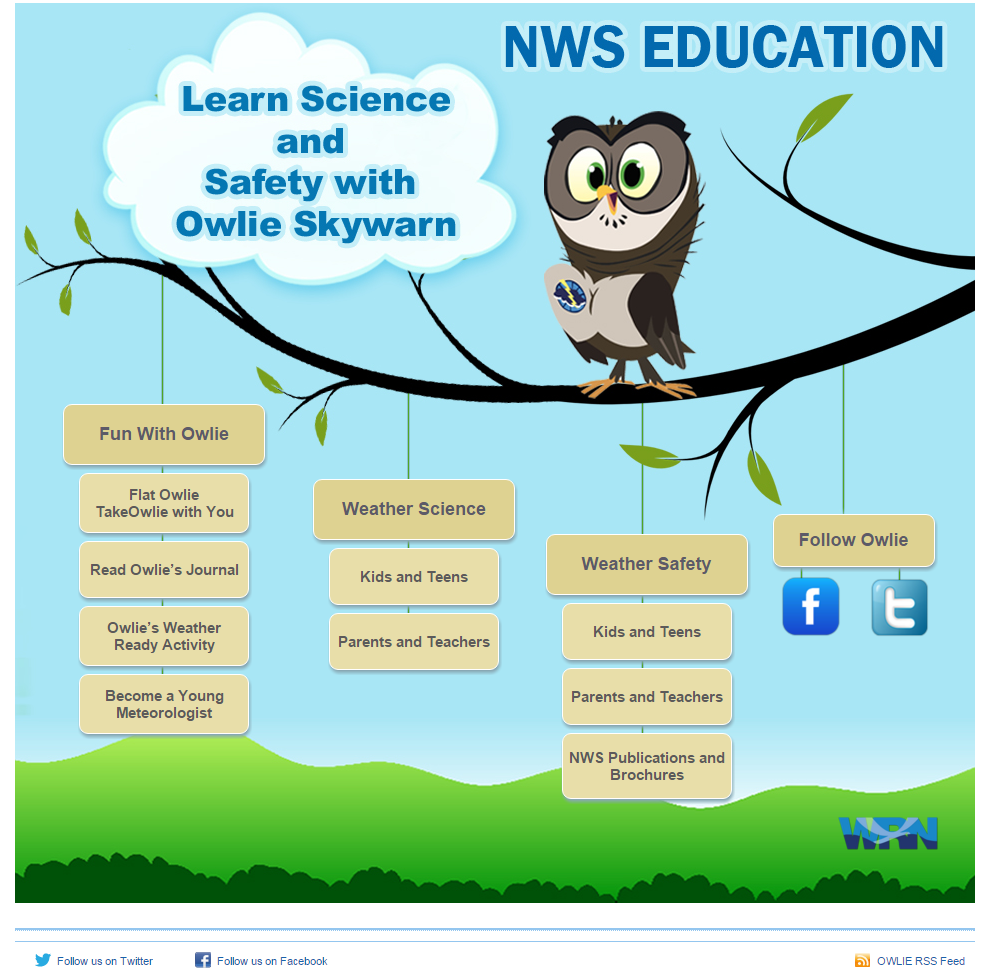 NWS EDUCATION
Learn Science
and
Safety with
Owlie Skywarn
Fun With Owlie
Flat Owlie
TakeOwlie with You
Read Owlie’s Journal
Owlie’s Weather
Ready Activity
Become a Young
Meteorologist
Weather Science
Kids and Teens
Parents and Teachers
Weather Safety
Kids and Teens
Parents and Teachers
NWS Publications and
Brochures
Follow Owlie
f
t
WRN
Follow us on Twitter
f
Follow us on Facebook
OWLIE RSS Feed